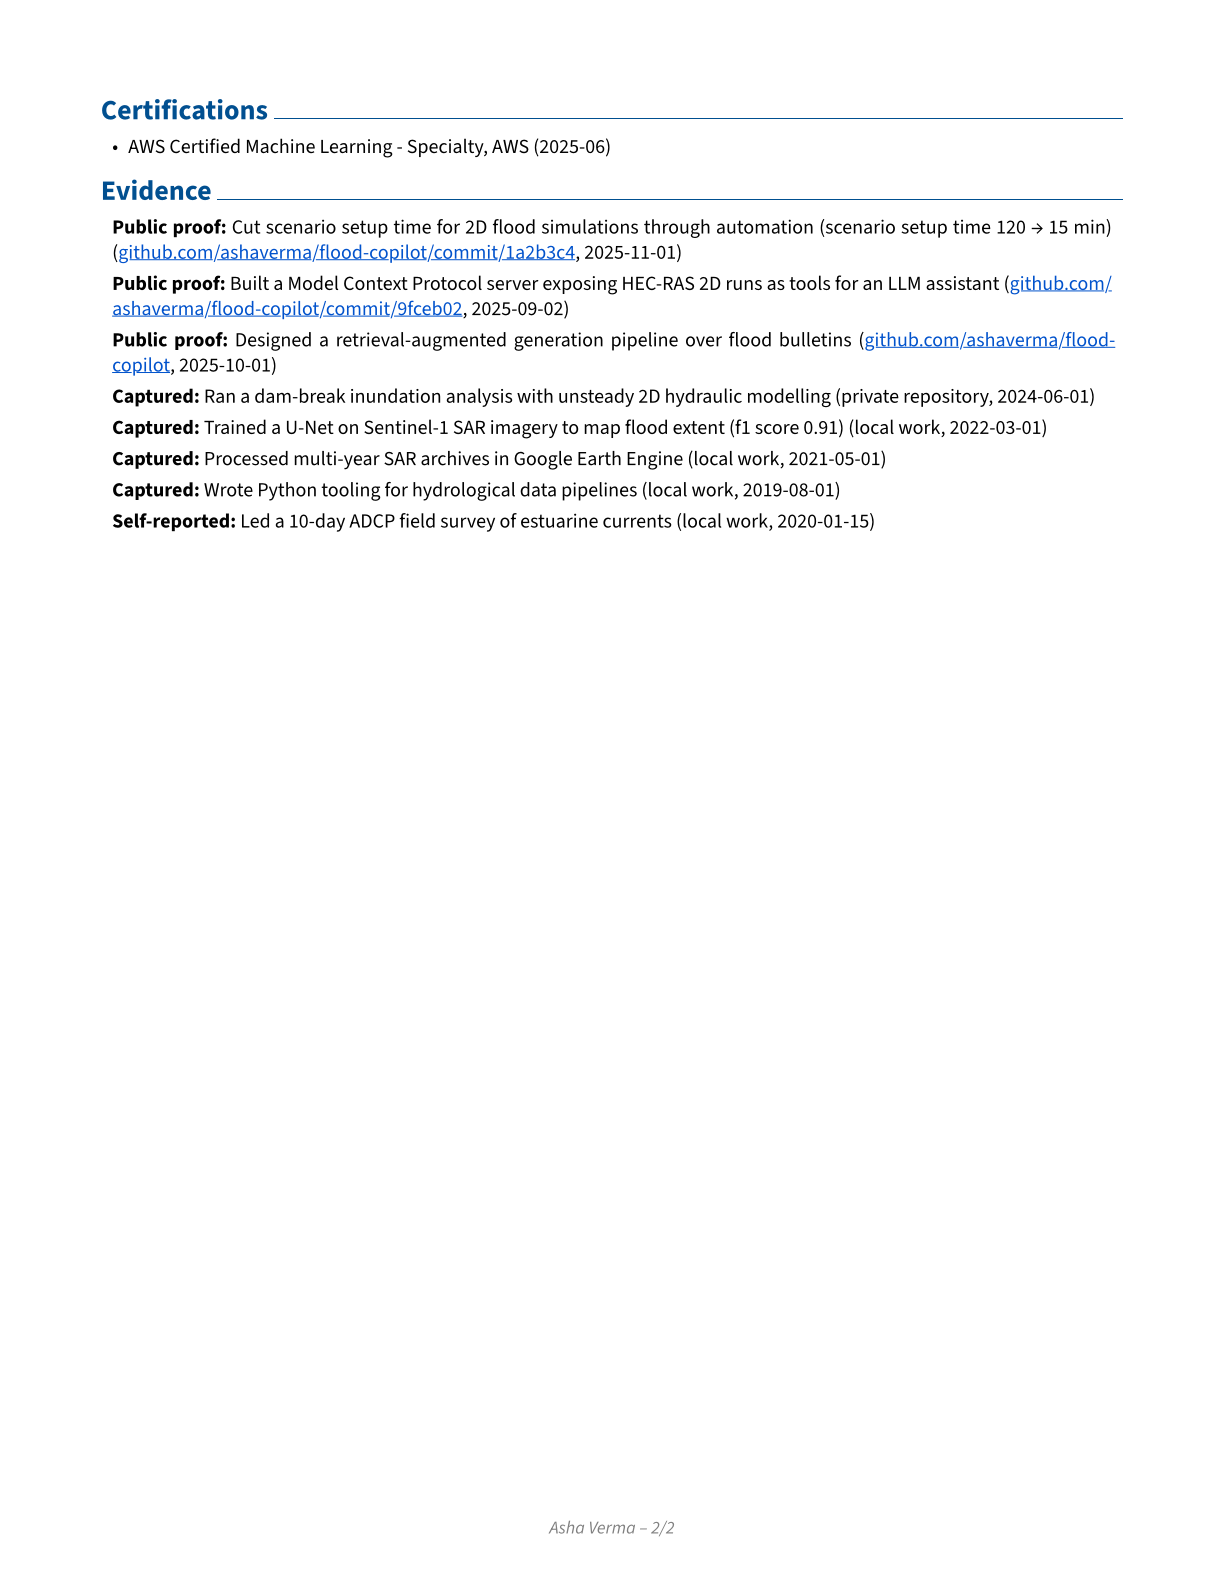 Certifications
• AWS Certified Machine Learning - Specialty, AWS (2025-06)
Evidence
Public proof: Cut scenario setup time for 2D flood simulations through automation (scenario setup time 120 → 15 min)
(github.com/ashaverma/flood-copilot/commit/1a2b3c4, 2025-11-01)
Public proof: Built a Model Context Protocol server exposing HEC-RAS 2D runs as tools for an LLM assistant (github.com/
ashaverma/flood-copilot/commit/9fceb02, 2025-09-02)
Public proof: Designed a retrieval-augmented generation pipeline over flood bulletins (github.com/ashaverma/flood-
copilot, 2025-10-01)
Captured: Ran a dam-break inundation analysis with unsteady 2D hydraulic modelling (private repository, 2024-06-01)
Captured: Trained a U-Net on Sentinel-1 SAR imagery to map flood extent (f1 score 0.91) (local work, 2022-03-01)
Captured: Processed multi-year SAR archives in Google Earth Engine (local work, 2021-05-01)
Captured: Wrote Python tooling for hydrological data pipelines (local work, 2019-08-01)
Self-reported: Led a 10-day ADCP field survey of estuarine currents (local work, 2020-01-15)
Asha Verma – 2/2